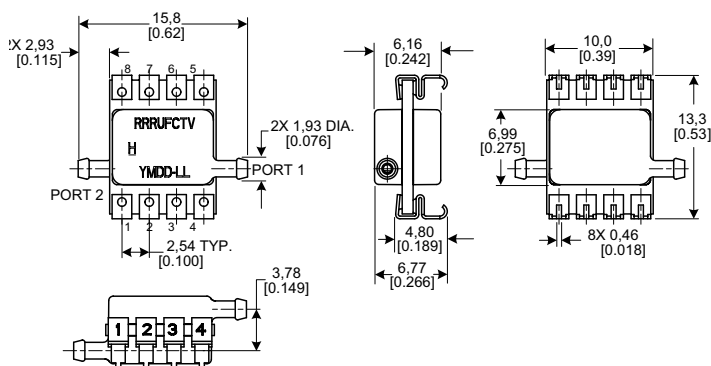 15,8
[0.62]
2X 2,93
[0.115]
8 7 6 5
RRRUFCTV
H
YMDD-LL
PORT 2
PORT 1
2X 1,93 DIA.
[0.076]
1 2 3 4
2,54 TYP.
[0.100]
6,16
[0.242]
4,80
[0.189]
6,77
[0.266]
10,0
[0.39]
6,99
[0.275]
13,3
[0.53]
8X 0,46
[0.018]
3,78
[0.149]
1 2 3 4